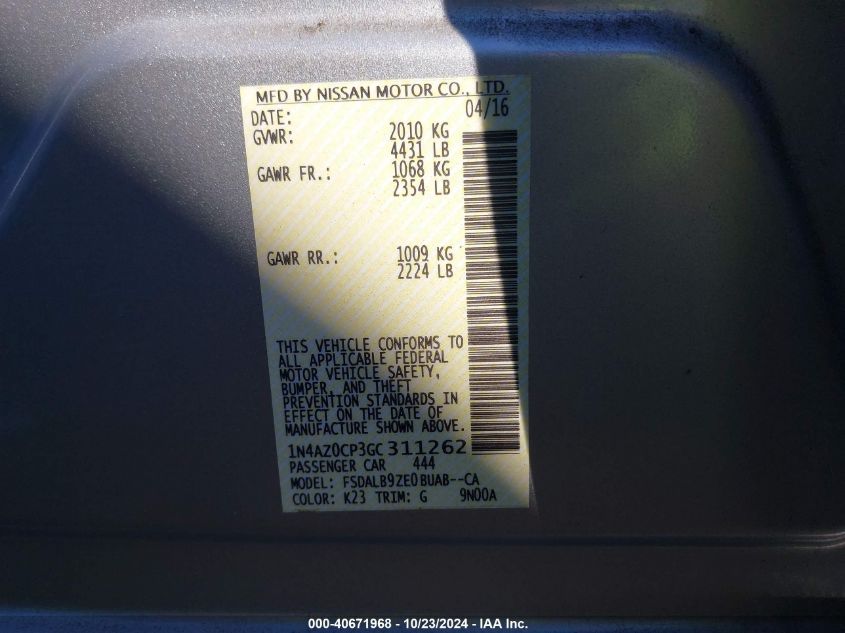 MFD BY NISSAN MOTOR CO., LTD.
DATE: 04/16
GVWR: 2010 KG
4431 LB
GAWR FR.: 1068 KG
2354 LB
GAWR RR.: 1009 KG
2224 LB
THIS VEHICLE CONFORMS TO
ALL APPLICABLE FEDERAL
MOTOR VEHICLE SAFETY,
BUMPER, AND THEFT
PREVENTION STANDARDS IN
EFFECT ON THE DATE OF
MANUFACTURE SHOWN ABOVE.
1N4AZ0CP3GC311262
PASSENGER CAR 444
MODEL: FSDALB9ZE0BUAB--CA
COLOR: K23 TRIM: G 9N00A
000-40671968 - 10/23/2024 - IAA Inc.